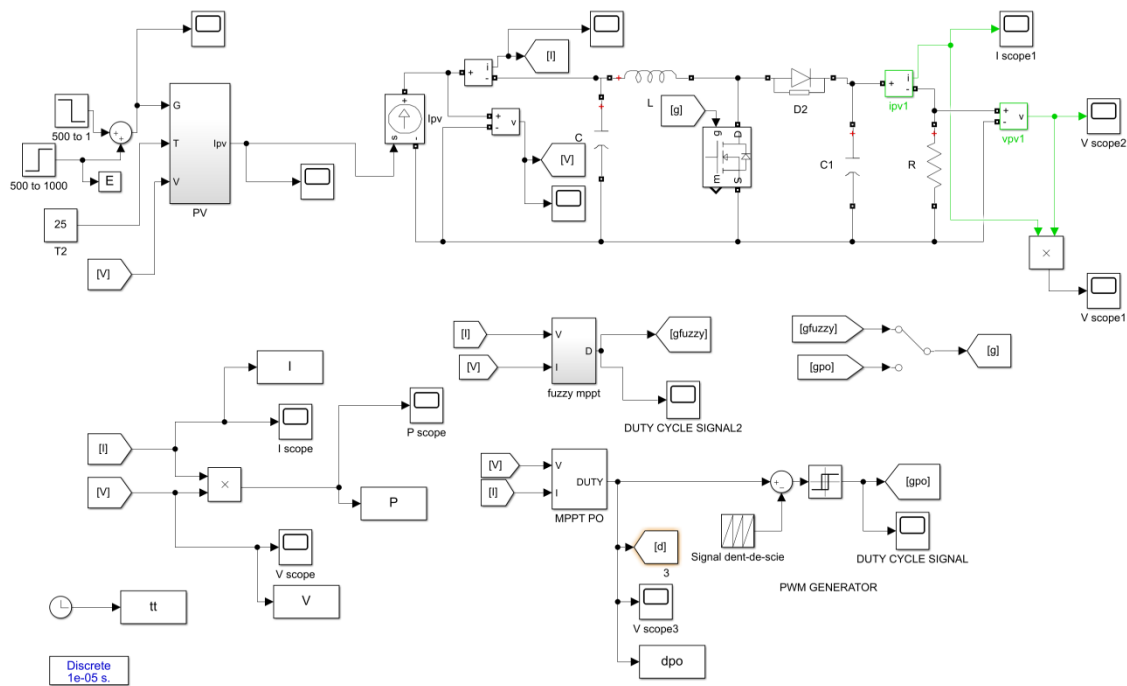 I scope1
i
[I]
+
-
i
+
-
ipv1
L
D2
+
-
v
vpv1
V scope2
500 to 1
G
T
V
Ipv
PV
Ipv
+
s
+
-
v
[g]
g
D
m
S
C
C1
R
500 to 1000
E
[V]
25
T2
[V]
×
V scope1
[I]
V
I
D
fuzzy mppt
[gfuzzy]
[V]
[gfuzzy]
[g]
[gpo]
I
I scope
P scope
DUTY CYCLE SIGNAL2
[I]
[V]
×
P
[V]
[I]
V
I
DUTY
MPPT PO
[gpo]
Signal dent-de-scie
DUTY CYCLE SIGNAL
[d]
3
PWM GENERATOR
V scope
V
tt
V scope3
dpo
Discrete
1e-05 s.